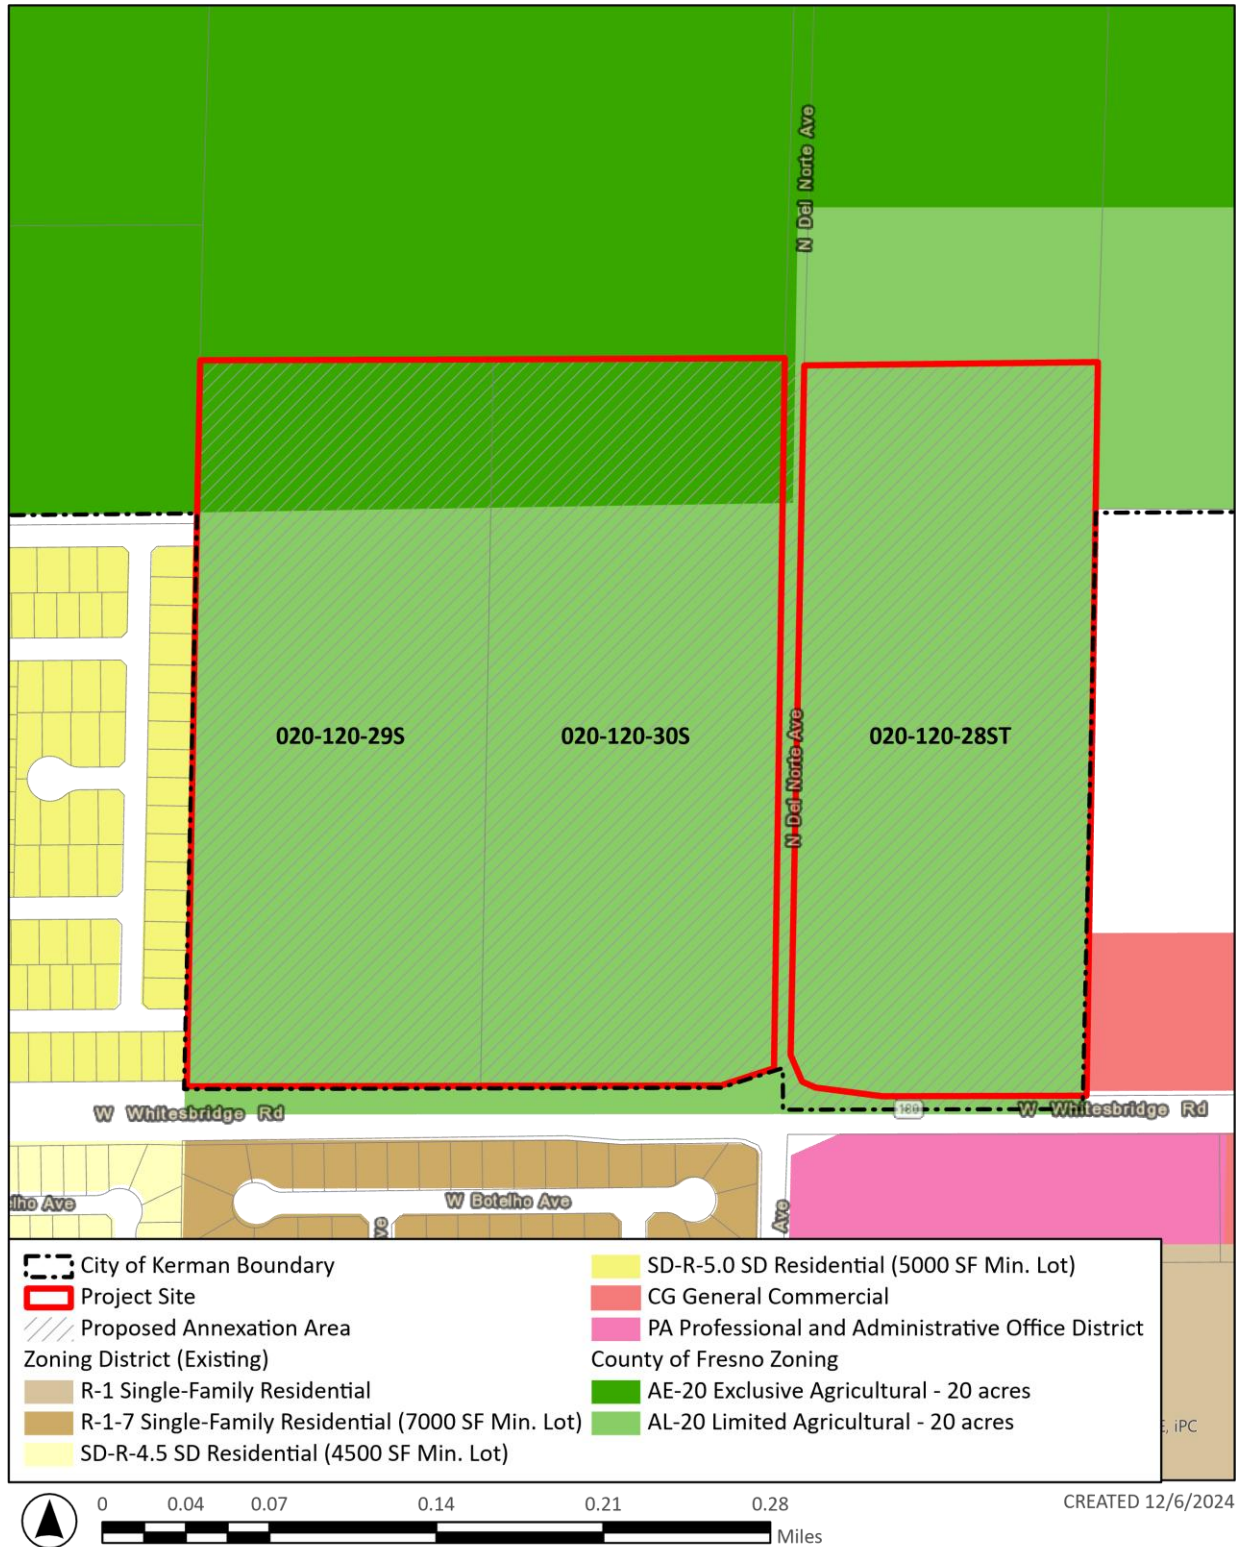 N Del Norte Ave
020-120-29S
020-120-30S
N Del Norte Ave
020-120-28ST
W Whitesbridge Rd
180
W Whitesbridge Rd
lho Ave
W Botelho Ave
ve
Ave
City of Kerman Boundary
Project Site
Proposed Annexation Area
Zoning District (Existing)
R-1 Single-Family Residential
R-1-7 Single-Family Residential (7000 SF Min. Lot)
SD-R-4.5 SD Residential (4500 SF Min. Lot)
SD-R-5.0 SD Residential (5000 SF Min. Lot)
CG General Commercial
PA Professional and Administrative Office District
County of Fresno Zoning
AE-20 Exclusive Agricultural - 20 acres
AL-20 Limited Agricultural - 20 acres
, iPC
0 0.04 0.07 0.14 0.21 0.28
Miles
CREATED 12/6/2024